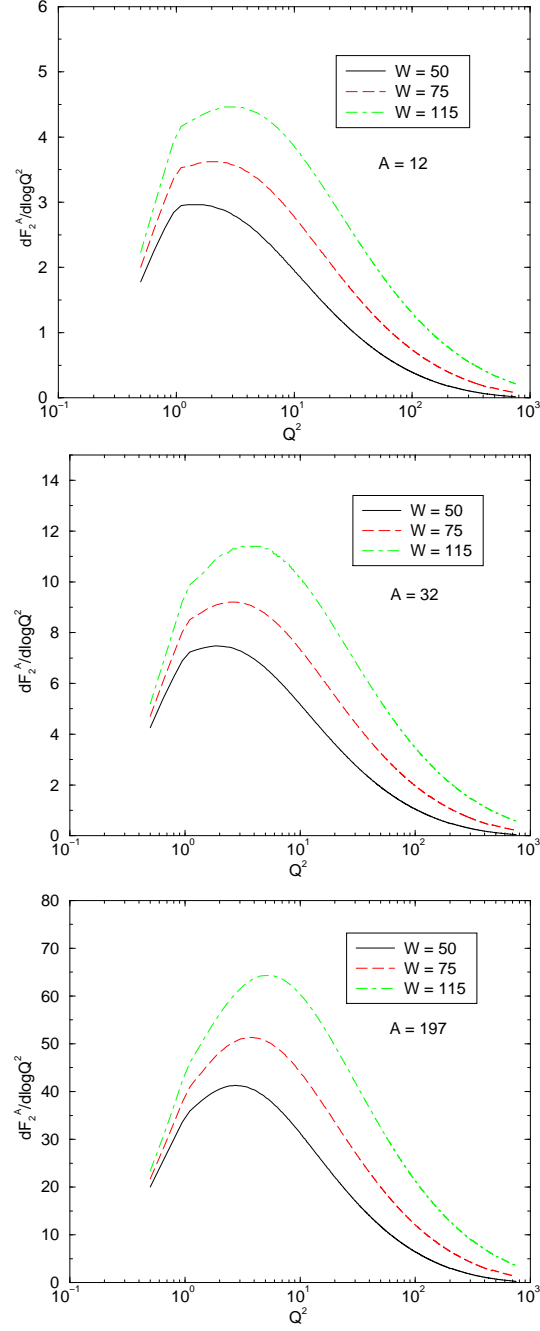 6
5
4
3
2
1
0
dF₂ᴬ/dlogQ²
W = 50
W = 75
W = 115
A = 12
10⁻¹ 10⁰ 10¹ 10² 10³
Q²
14
12
10
8
6
4
2
0
dF₂ᴬ/dlogQ²
W = 50
W = 75
W = 115
A = 32
10⁻¹ 10⁰ 10¹ 10² 10³
Q²
80
70
60
50
40
30
20
10
0
dF₂ᴬ/dlogQ²
W = 50
W = 75
W = 115
A = 197
10⁻¹ 10⁰ 10¹ 10² 10³
Q²